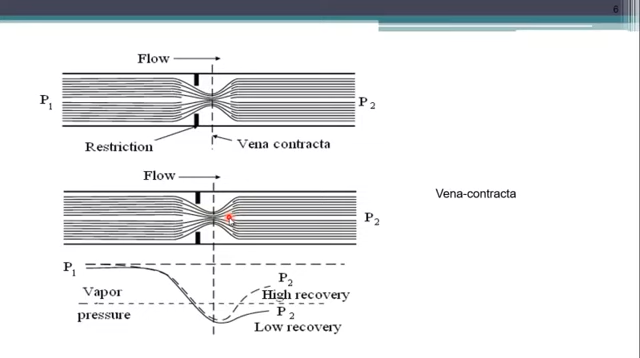 6
Flow
P1
P2
Restriction
Vena contracta
Flow
Vena-contracta
P2
P1
P2
Vapor
High recovery
pressure
P2
Low recovery